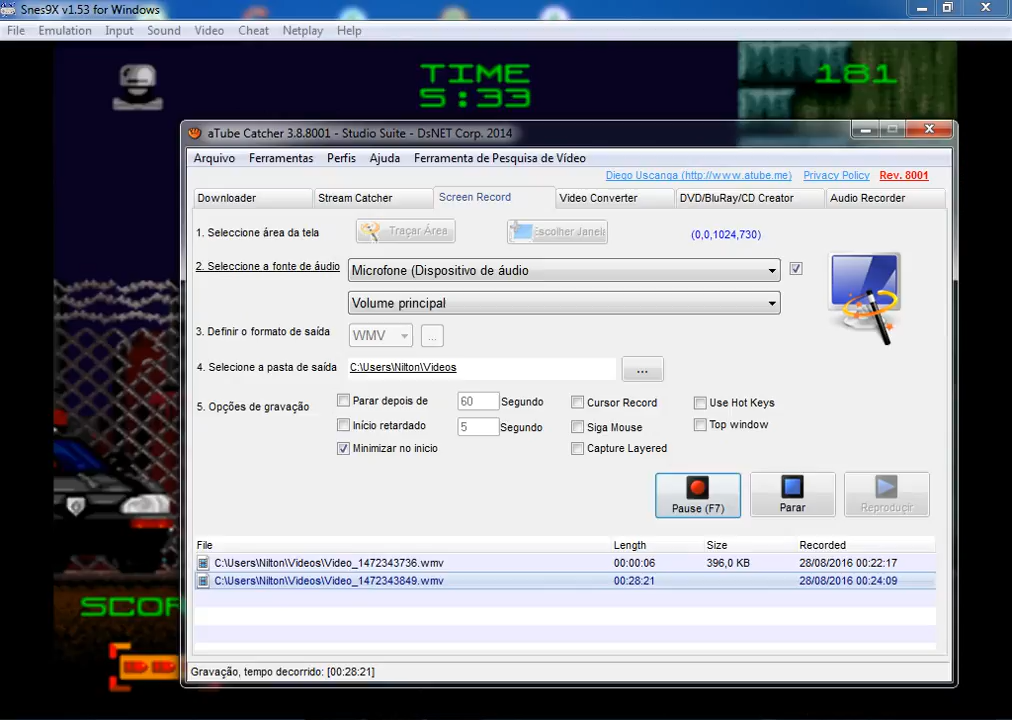 Snes9X v1.53 for Windows
File Emulation Input Sound Video Cheat Netplay Help
TIME
5:33
181
aTube Catcher 3.8.8001 - Studio Suite - DsNET Corp. 2014
Arquivo Ferramentas Perfis Ajuda Ferramenta de Pesquisa de Vídeo
Diego Uscanga (http://www.atube.me) Privacy Policy Rev. 8001
Downloader Stream Catcher Screen Record Video Converter DVD/BluRay/CD Creator Audio Recorder
1. Seleccione área da tela Traçar Área Escolher Janela (0,0,1024,730)
2. Seleccione a fonte de áudio Microfone (Dispositivo de áudio
Volume principal
3. Definir o formato de saída WMV ...
4. Selecione a pasta de saída C:\Users\Nilton\Videos ...
5. Opções de gravação
Parar depois de 60 Segundo Cursor Record Use Hot Keys
Início retardado 5 Segundo Siga Mouse Top window
Minimizar no inicio Capture Layered
Pause (F7) Parar Reproduçir
File Length Size Recorded
C:\Users\Nilton\Videos\Video_1472343736.wmv 00:00:06 396,0 KB 28/08/2016 00:22:17
C:\Users\Nilton\Videos\Video_1472343849.wmv 00:28:21 28/08/2016 00:24:09
SCOR
Gravação, tempo decorrido: [00:28:21]